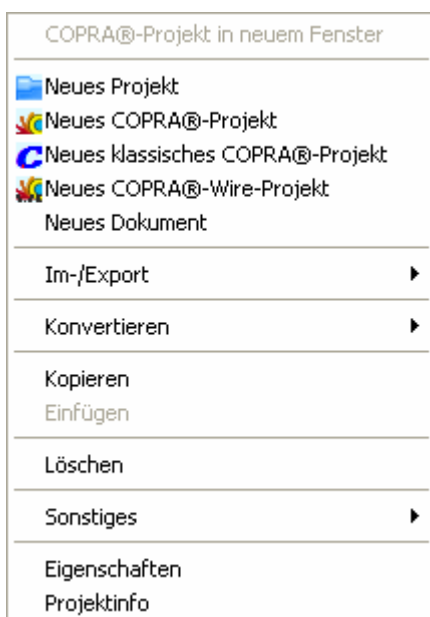 COPRA®-Projekt in neuem Fenster
Neues Projekt
Neues COPRA®-Projekt
Neues klassisches COPRA®-Projekt
Neues COPRA®-Wire-Projekt
Neues Dokument
Im-/Export
Konvertieren
Kopieren
Einfügen
Löschen
Sonstiges
Eigenschaften
Projektinfo